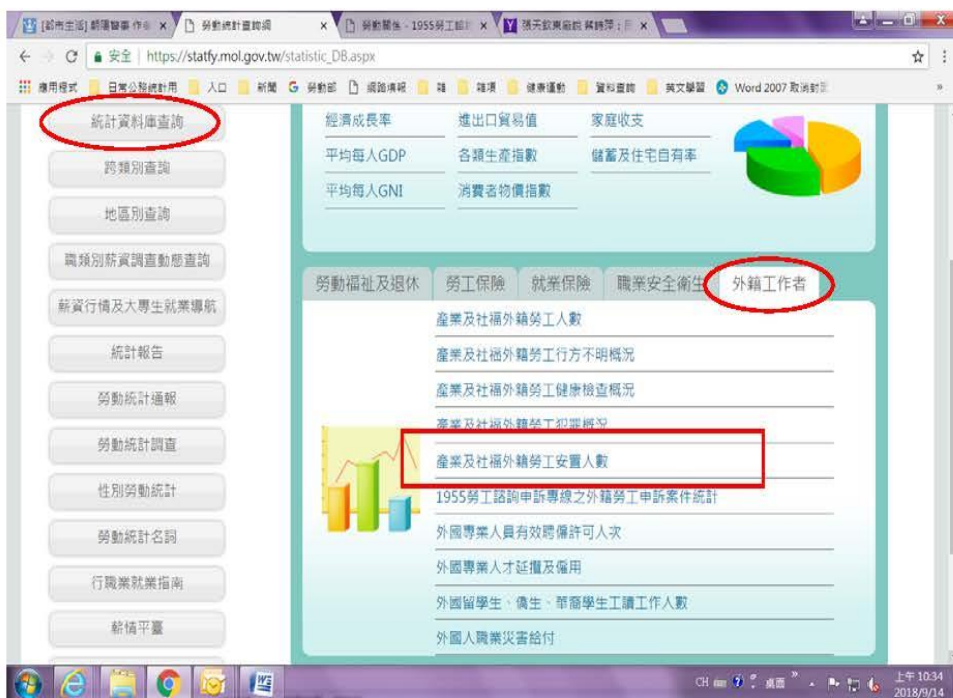 [都市生活] 朝陽醫事 作
勞動統計查詢網
勞動關係 - 1955勞工諮
張天欽東廠說 蔡詩萍：
安全 | https://statfy.mol.gov.tw/statistic_DB.aspx
應用程式 日常公務統計用 入口 新聞 勞動部 網路填報 雜 雜項 健康運動 資料查詢 英文學習 Word 2007 取消封
統計資料庫查詢
跨類別查詢
地區別查詢
職類別薪資調查動態查詢
薪資行情及大專生就業導航
統計報告
勞動統計通報
勞動統計調查
性別勞動統計
勞動統計名詞
行職業就業指南
薪情平臺
經濟成長率 進出口貿易值 家庭收支
平均每人GDP 各類生產指數 儲蓄及住宅自有率
平均每人GNI 消費者物價指數
勞動福祉及退休 勞工保險 就業保險 職業安全衛生 外籍工作者
產業及社福外籍勞工人數
產業及社福外籍勞工行方不明概況
產業及社福外籍勞工健康檢查概況
產業及社福外籍勞工犯罪概況
產業及社福外籍勞工安置人數
1955勞工諮詢申訴專線之外籍勞工申訴案件統計
外國專業人員有效聘僱許可人次
外國專業人才延攬及僱用
外國留學生、僑生、華裔學生工讀工作人數
外國人職業災害給付
CH 桌面 上午 10:34
2018/9/14